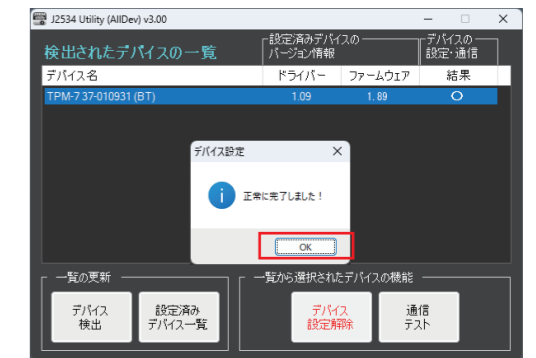 J2534 Utility (AllDev) v3.00
検出されたデバイスの一覧
設定済みデバイスの
バージョン情報
デバイスの
設定・通信
デバイス名 ドライバー ファームウェア 結果
TPM-7 37-010931 (BT) 1.09 1.89 〇
デバイス設定
正常に完了しました！
OK
一覧の更新
一覧から選択されたデバイスの機能
デバイス
検出
設定済み
デバイス一覧
デバイス
設定解除
通信
テスト